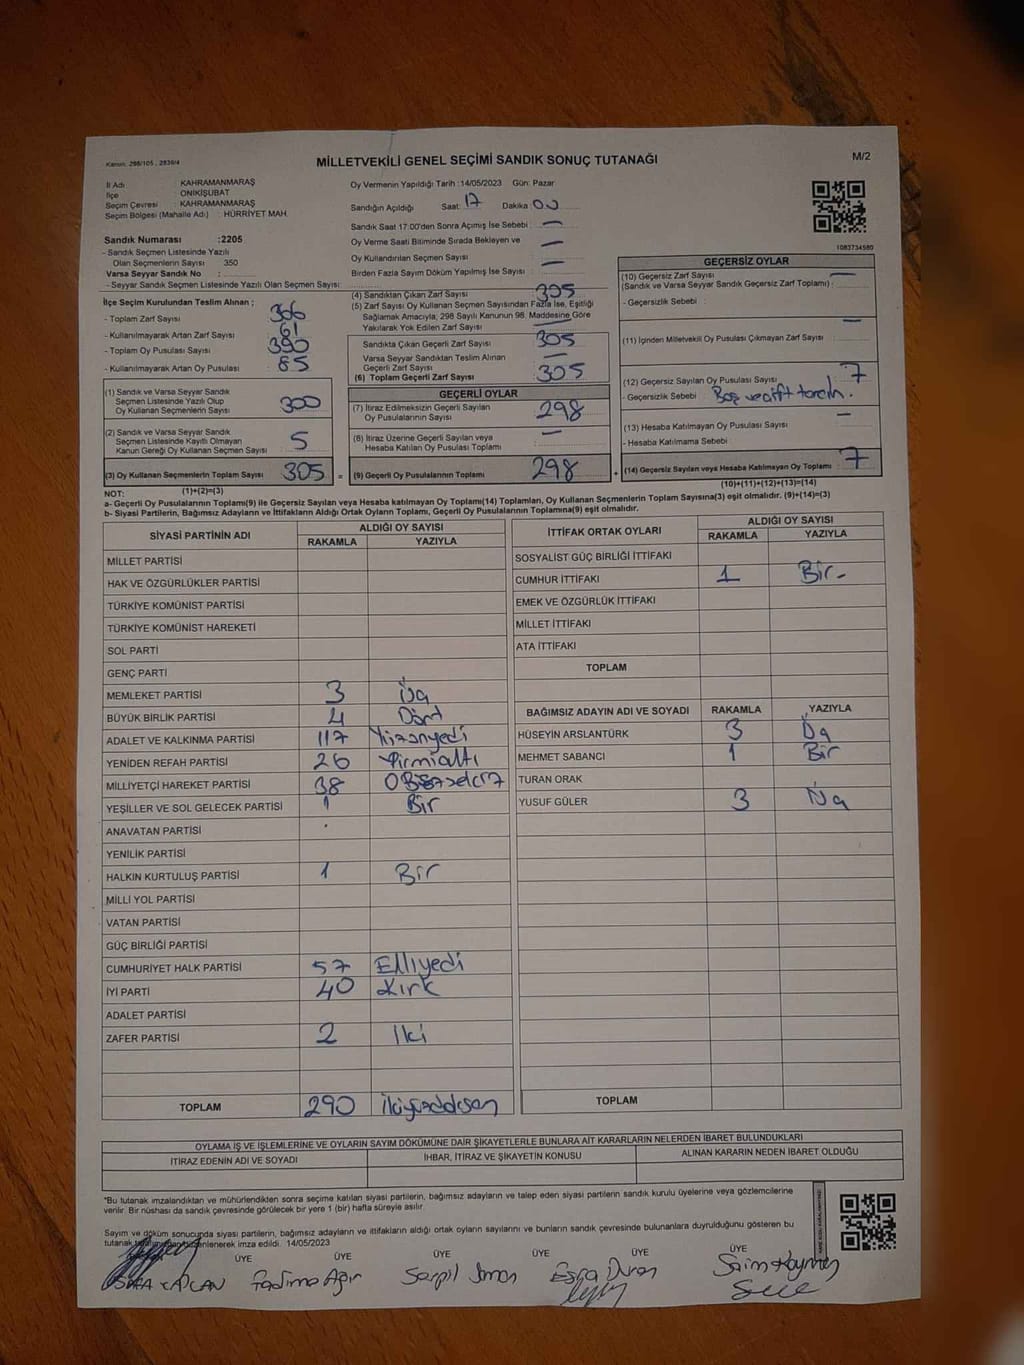 Kanun: 298/105 , 2839/4
MİLLETVEKİLİ GENEL SEÇİMİ SANDIK SONUÇ TUTANAĞI
M/2
İl Adı : KAHRAMANMARAŞ
İlçe : ONİKİŞUBAT
Seçim Çevresi : KAHRAMANMARAŞ
Seçim Bölgesi (Mahalle Adı) : HÜRRİYET MAH.
Sandık Numarası :2205
- Sandık Seçmen Listesinde Yazılı
Olan Seçmenlerin Sayısı 350
Varsa Seyyar Sandık No :
- Seyyar Sandık Seçmen Listesinde Yazılı Olan Seçmen Sayısı:
Oy Vermenin Yapıldığı Tarih :14/05/2023 Gün: Pazar
Sandığın Açıldığı Saat: 17 Dakika 00
Sandık Saat 17:00'den Sonra Açımış İse Sebebi : —
Oy Verme Saati Bitiminde Sırada Bekleyen ve —
Oy Kullandırılan Seçmen Sayısı —
Birden Fazla Sayım Döküm Yapılmış İse Sayısı :
1083734580
İlçe Seçim Kurulundan Teslim Alınan ;
- Toplam Zarf Sayısı : 366
- Kullanılmayarak Artan Zarf Sayısı : 61
- Toplam Oy Pusulası Sayısı : 390
- Kullanılmayarak Artan Oy Pusulası : 85
(1) Sandık ve Varsa Seyyar Sandık
Seçmen Listesinde Yazılı Olup
Oy Kullanan Seçmenlerin Sayısı 300
(2) Sandık ve Varsa Seyyar Sandık
Seçmen Listesinde Kayıtlı Olmayan
Kanun Gereği Oy Kullanan Seçmen Sayısı 5
(3) Oy Kullanan Seçmenlerin Toplam Sayısı 305 =
(4) Sandıktan Çıkan Zarf Sayısı 305
(5) Zarf Sayısı Oy Kullanan Seçmen Sayısından Fazla İse, Eşitliği
Sağlamak Amacıyla; 298 Sayılı Kanunun 98. Maddesine Göre
Yakılarak Yok Edilen Zarf Sayısı —
Sandıkta Çıkan Geçerli Zarf Sayısı 305
Varsa Seyyar Sandıktan Teslim Alınan
Geçerli Zarf Sayısı —
(6) Toplam Geçerli Zarf Sayısı : 305
GEÇERLİ OYLAR
(7) İtiraz Edilmeksizin Geçerli Sayılan
Oy Pusulalarının Sayısı : 298
(8) İtiraz Üzerine Geçerli Sayılan veya
Hesaba Katılan Oy Pusulası Toplamı —
(9) Geçerli Oy Pusulalarının Toplamı 298 +
GEÇERSİZ OYLAR
(10) Geçersiz Zarf Sayısı —
(Sandık ve Varsa Seyyar Sandık Geçersiz Zarf Toplamı) :
- Geçersizlik Sebebi :
(11) İçinden Milletvekili Oy Pusulası Çıkmayan Zarf Sayısı : —
(12) Geçersiz Sayılan Oy Pusulası Sayısı 7
- Geçersizlik Sebebi Boş ve çift tercih.
(13) Hesaba Katılmayan Oy Pusulası Sayısı —
- Hesaba Katılmama Sebebi
(14) Geçersiz Sayılan veya Hesaba Katılmayan Oy Toplamı 7
(1)+(2)=(3)
(10)+(11)+(12)+(13)=(14)
NOT:
a- Geçerli Oy Pusulalarının Toplamı(9) ile Geçersiz Sayılan veya Hesaba katılmayan Oy Toplamı(14) Toplamları, Oy Kullanan Seçmenlerin Toplam Sayısına(3) eşit olmalıdır. (9)+(14)=(3)
b- Siyasi Partilerin, Bağımsız Adayların ve İttifakların Aldığı Ortak Oyların Toplamı, Geçerli Oy Pusulalarının Toplamına(9) eşit olmalıdır.
SİYASİ PARTİNİN ADI ALDIĞI OY SAYISI
RAKAMLA YAZIYLA
MİLLET PARTİSİ
HAK VE ÖZGÜRLÜKLER PARTİSİ
TÜRKİYE KOMÜNİST PARTİSİ
TÜRKİYE KOMÜNİST HAREKETİ
SOL PARTİ
GENÇ PARTİ
MEMLEKET PARTİSİ 3 Üç
BÜYÜK BİRLİK PARTİSİ 4 Dört
ADALET VE KALKINMA PARTİSİ 117 Yüzonyedi
YENİDEN REFAH PARTİSİ 26 Yirmialtı
MİLLİYETÇİ HAREKET PARTİSİ 38
YEŞİLLER VE SOL GELECEK PARTİSİ 1 Bir
ANAVATAN PARTİSİ
YENİLİK PARTİSİ
HALKIN KURTULUŞ PARTİSİ 1 Bir
MİLLİ YOL PARTİSİ
VATAN PARTİSİ
GÜÇ BİRLİĞİ PARTİSİ
CUMHURİYET HALK PARTİSİ 57 Elliyedi
İYİ PARTİ 40 Kırk
ADALET PARTİSİ
ZAFER PARTİSİ 2 İki
TOPLAM 290 ikiyüzdoksan
İTTİFAK ORTAK OYLARI ALDIĞI OY SAYISI
RAKAMLA YAZIYLA
SOSYALİST GÜÇ BİRLİĞİ İTTİFAKI
CUMHUR İTTİFAKI 1 Bir-
EMEK VE ÖZGÜRLÜK İTTİFAKI
MİLLET İTTİFAKI
ATA İTTİFAKI
TOPLAM
BAĞIMSIZ ADAYIN ADI VE SOYADI RAKAMLA YAZIYLA
HÜSEYİN ARSLANTÜRK 3 Üç
MEHMET SABANCI 1 Bir
TURAN ORAK
YUSUF GÜLER 3 Üç
TOPLAM
OYLAMA İŞ VE İŞLEMLERİNE VE OYLARIN SAYIM DÖKÜMÜNE DAİR ŞİKAYETLERLE BUNLARA AİT KARARLARIN NELERDEN İBARET BULUNDUKLARI
İTİRAZ EDENİN ADI VE SOYADI İHBAR, İTİRAZ VE ŞİKAYETİN KONUSU ALINAN KARARIN NEDEN İBARET OLDUĞU
*Bu tutanak imzalandıktan ve mühürlendikten sonra seçime katılan siyasi partilerin, bağımsız adayların ve talep eden siyasi partilerin sandık kurulu üyelerine veya gözlemcilerine
verilir. Bir nüshası da sandık çevresinde görülecek bir yere 1 (bir) hafta süreyle asılır.
Sayım ve döküm sonucunda siyasi partilerin, bağımsız adayların ve ittifakların aldığı ortak oyların sayılarını ve bunların sandık çevresinde bulunanlara duyrulduğunu gösteren bu
tutanak düzenlenerek imza edildi. 14/05/2023
ÜYE ÜYE ÜYE ÜYE ÜYE
KAPLAN Fadime Ağır Serpil Esra Duran Saim Kaymen